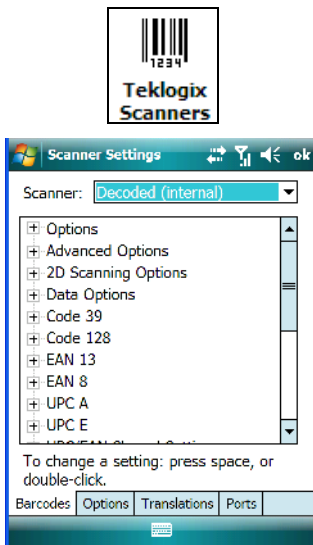 1234
Teklogix
Scanners
Scanner Settings ok
Scanner: Decoded (internal)
Options
Advanced Options
2D Scanning Options
Data Options
Code 39
Code 128
EAN 13
EAN 8
UPC A
UPC E
To change a setting: press space, or
double-click.
Barcodes Options Translations Ports